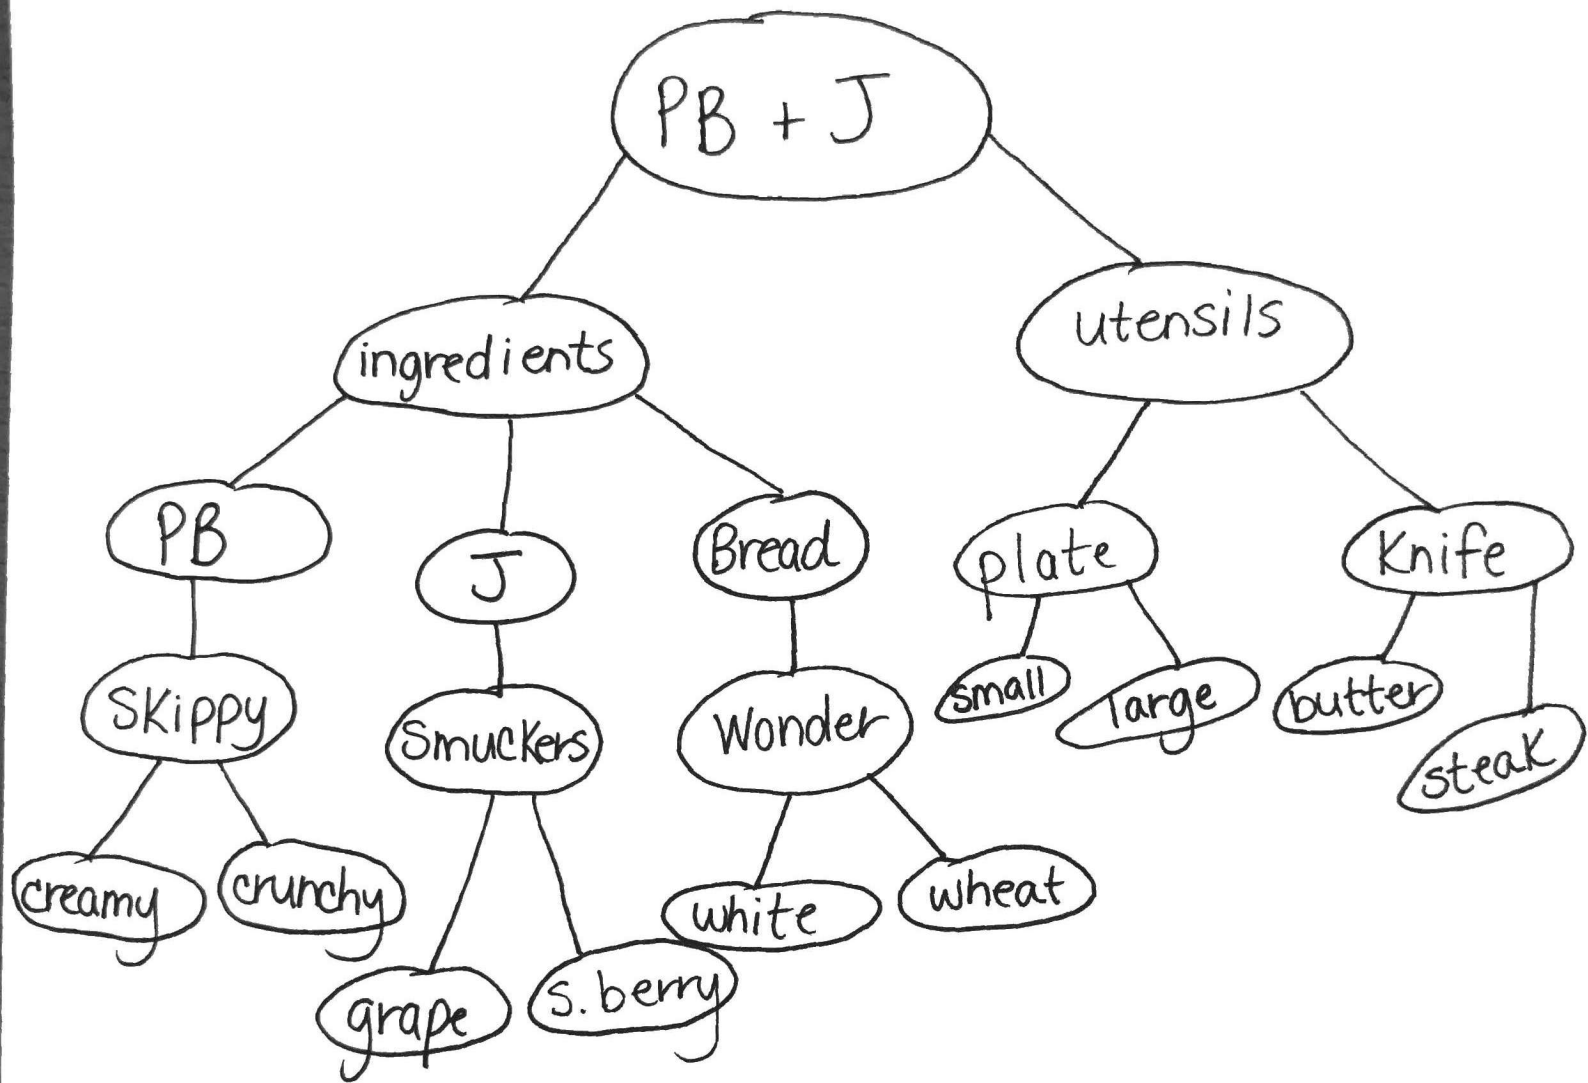 PB + J
ingredients
utensils
PB
J
Bread
plate
Knife
Skippy
Smuckers
Wonder
small
large
butter
steak
creamy
crunchy
grape
s.berry
white
wheat